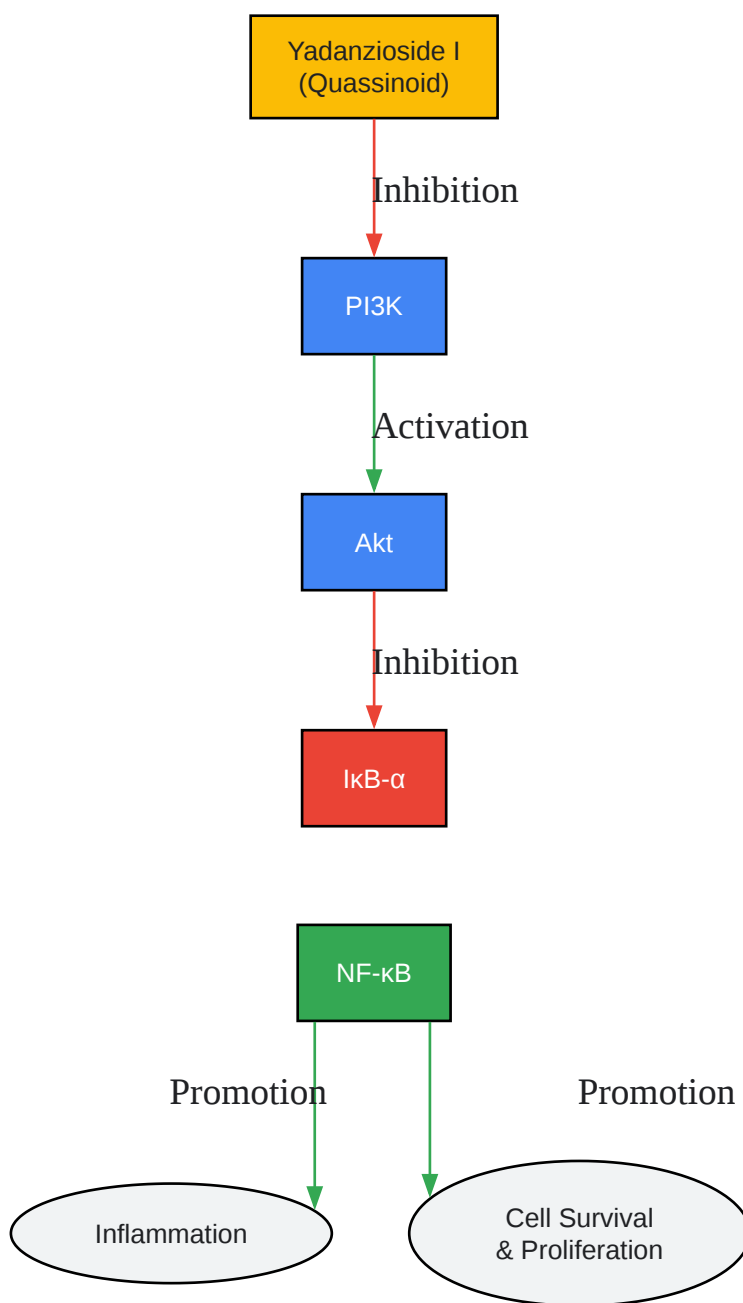 Yadanzioside I
(Quassinoid)
Inhibition
PI3K
Activation
Akt
Inhibition
IκB-α
NF-κB
Promotion
Promotion
Inflammation
Cell Survival
& Proliferation